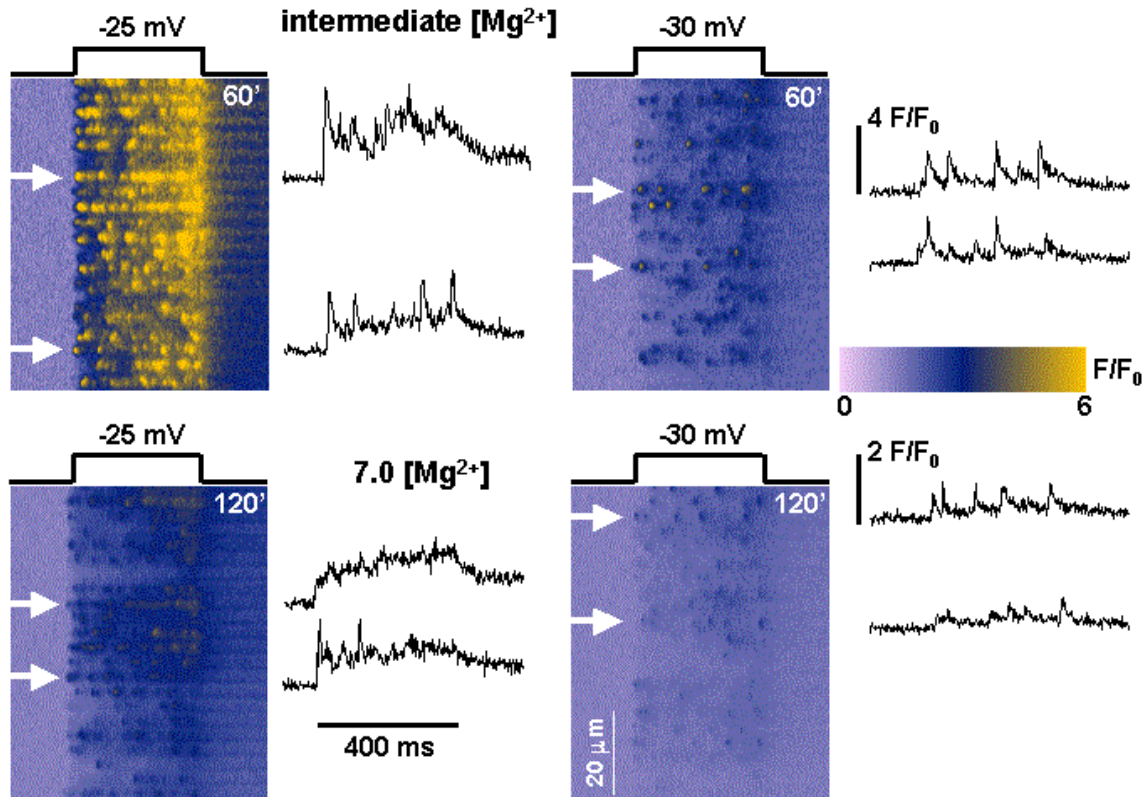 intermediate [Mg²⁺]
-25 mV
-30 mV
60'
60'
4 F/F₀
F/F₀
0
6
-25 mV
7.0 [Mg²⁺]
-30 mV
2 F/F₀
120'
120'
400 ms
20 μm